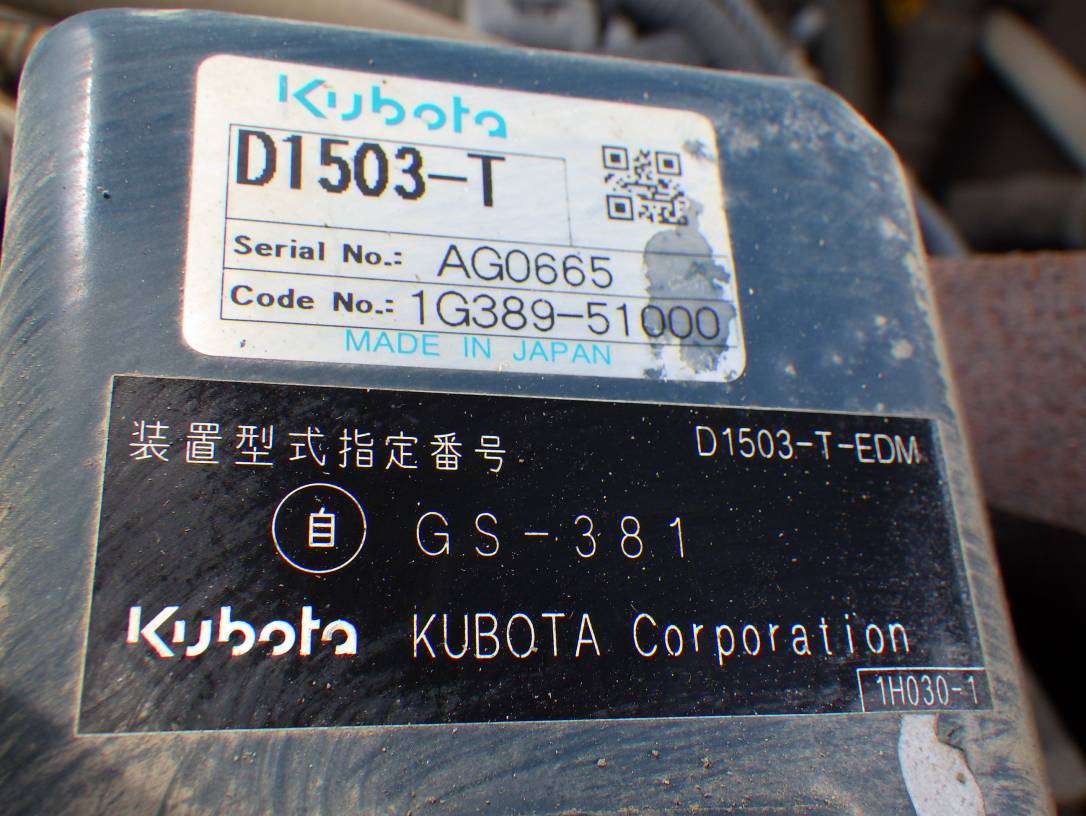 Kubota
D1503-T
Serial No.: AG0665
Code No.: 1G389-51000
MADE IN JAPAN
装置型式指定番号 D1503-T-EDM
自 GS-381
Kubota KUBOTA Corporation
1H030-1